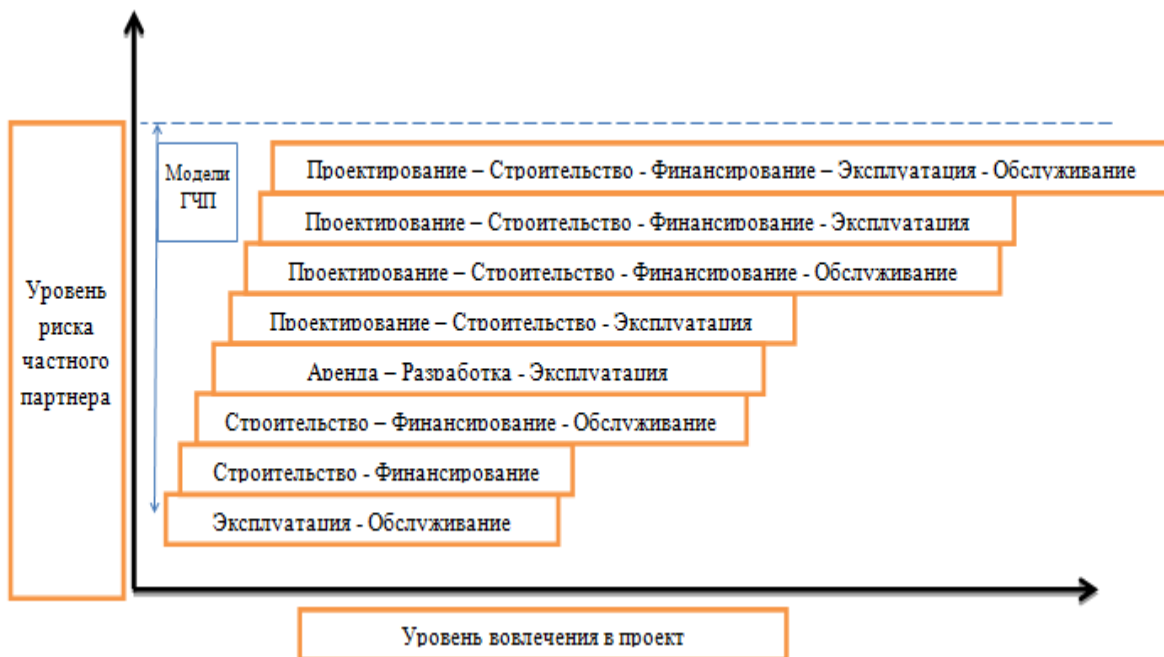 Модели
ГЧП
Проектирование – Строительство - Финансирование – Эксплуатация - Обслуживание
Проектирование – Строительство - Финансирование - Эксплуатация
Проектирование – Строительство - Финансирование - Обслуживание
Проектирование – Строительство - Эксплуатация
Аренда – Разработка - Эксплуатация
Строительство – Финансирование - Обслуживание
Строительство - Финансирование
Эксплуатация - Обслуживание
Уровень
риска
частного
партнера
Уровень вовлечения в проект